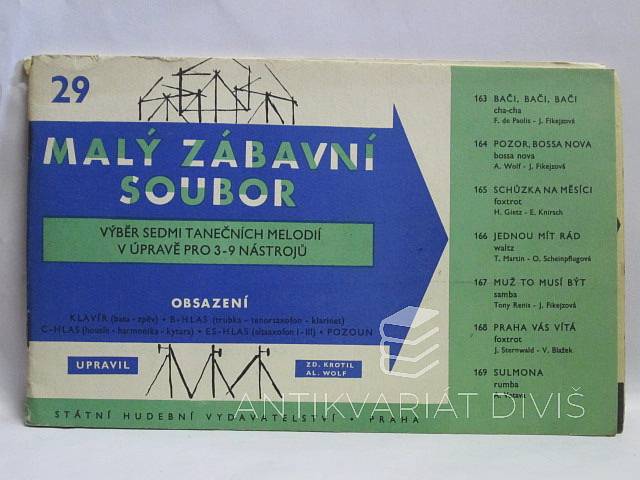 29
MALÝ ZÁBAVNÍ
SOUBOR
VÝBĚR SEDMI TANEČNÍCH MELODIÍ
V ÚPRAVĚ PRO 3-9 NÁSTROJŮ
OBSAZENÍ
KLAVÍR (basa - zpěv) • B-HLAS (trubka - tenorsaxofon - klarinet)
C-HLAS (housle - harmonika - kytara) • ES-HLAS (altsaxofon I-III) • POZOUN
UPRAVIL
ZD. KROTIL
AL. WOLF
STÁTNÍ HUDEBNÍ VYDAVATELSTVÍ • PRAHA
163 BAČI, BAČI, BAČI
cha-cha
F. de Paolis - J. Fikejzová
164 POZOR, BOSSA NOVA
bossa nova
A. Wolf - J. Fikejzová
165 SCHŮZKA NA MĚSÍCI
foxtrot
H. Gietz - E. Knirsch
166 JEDNOU MÍT RÁD
waltz
T. Martin - O. Scheinpflugová
167 MUŽ TO MUSÍ BÝT
samba
Tony Renis - J. Fikejzová
168 PRAHA VÁS VÍTÁ
foxtrot
J. Sternwald - V. Blažek
169 SULMONA
rumba
A. Votava
ANTIKVARIÁT DIVIŠ